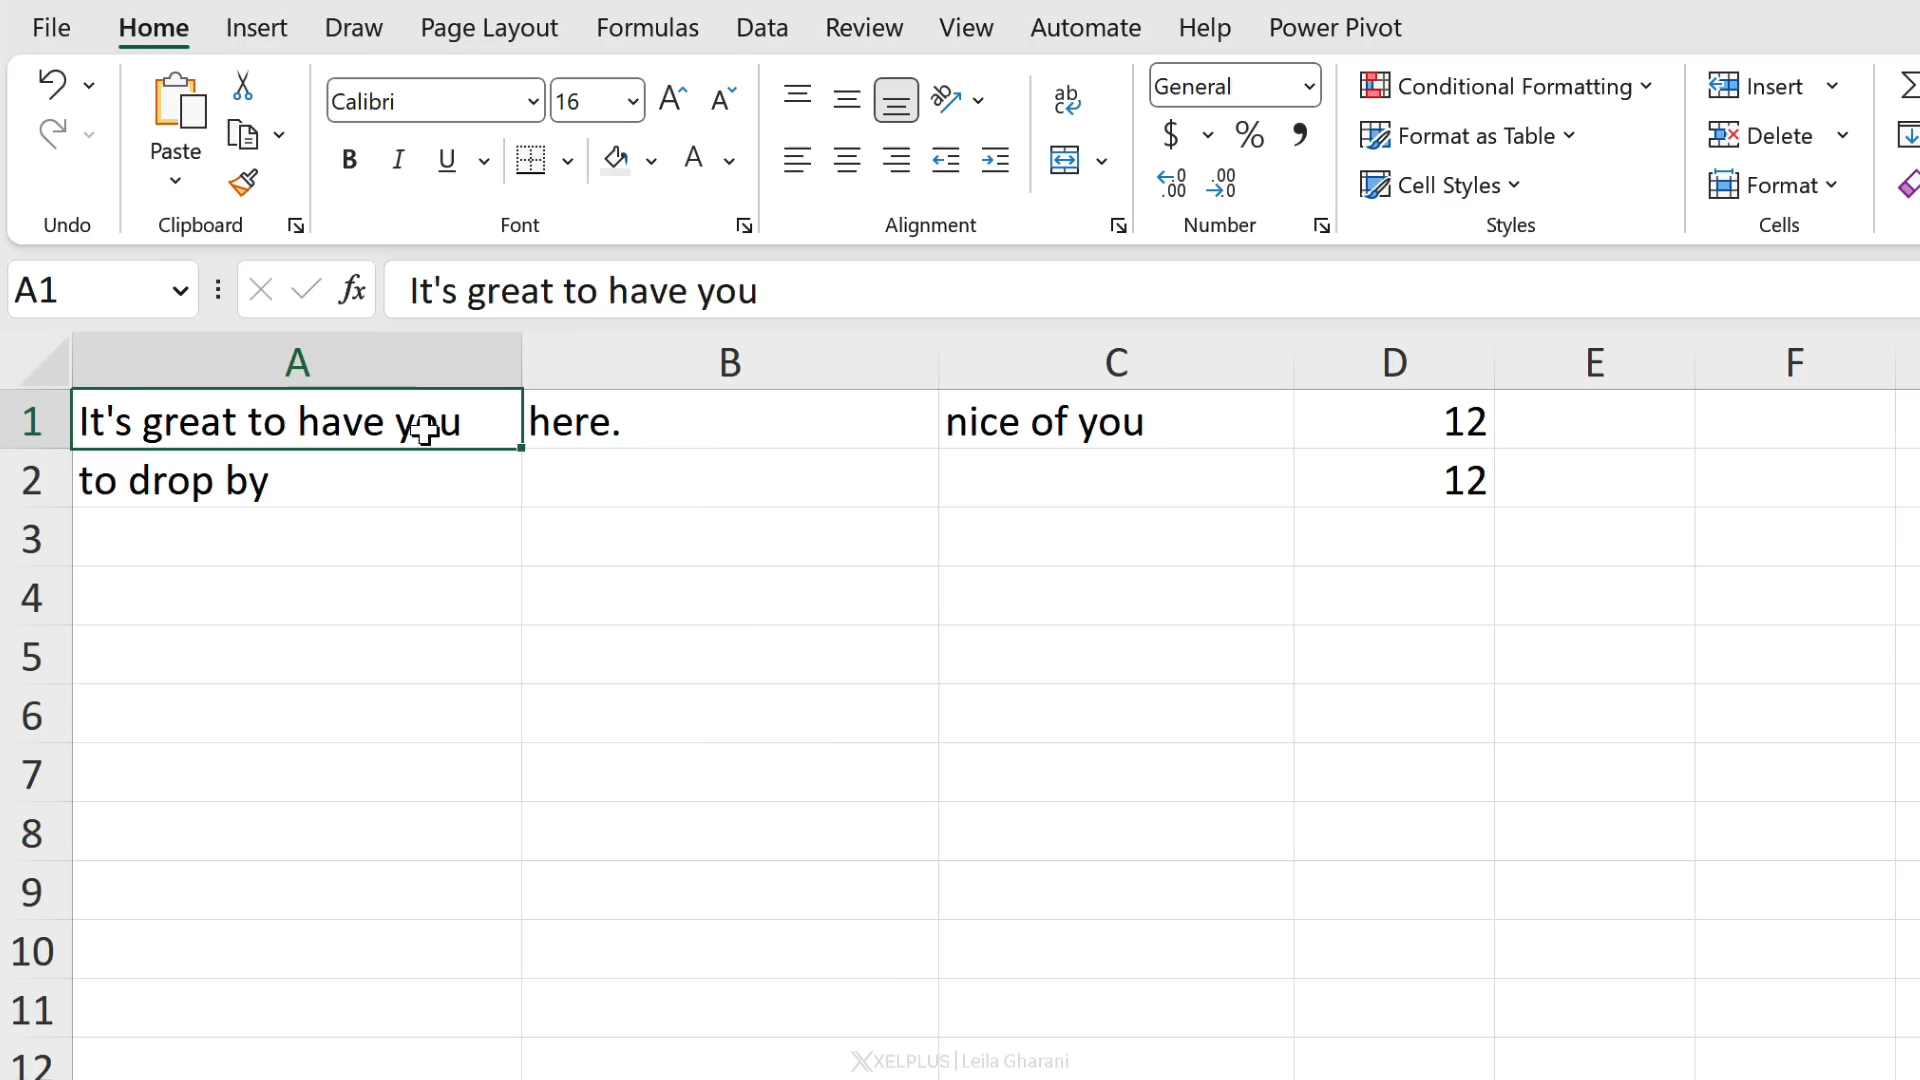 File Home Insert Draw Page Layout Formulas Data Review View Automate Help Power Pivot
Calibri 16 General Conditional Formatting Insert
Paste $ % Format as Table Delete
B I U A Cell Styles Format
Undo Clipboard Font Alignment Number Styles Cells
A1 fx It's great to have you
A B C D E F
1 It's great to have you here. nice of you 12
2 to drop by 12
3
4
5
6
7
8
9
10
11
12
XELPLUS | Leila Gharani